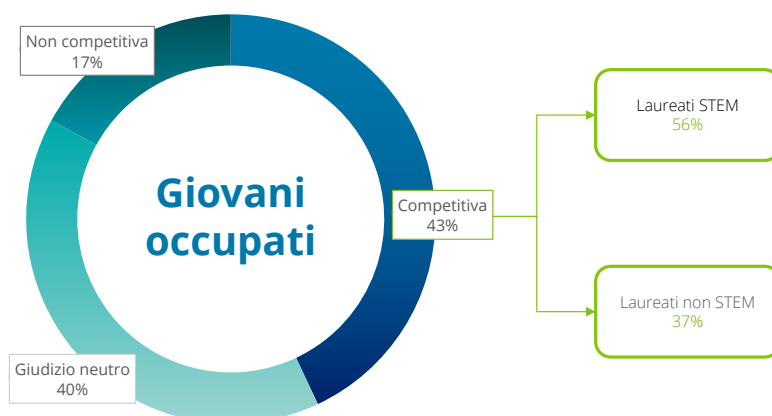 Non competitiva
17%
Giovani
occupati
Competitiva
43%
Giudizio neutro
40%
Laureati STEM
56%
Laureati non STEM
37%